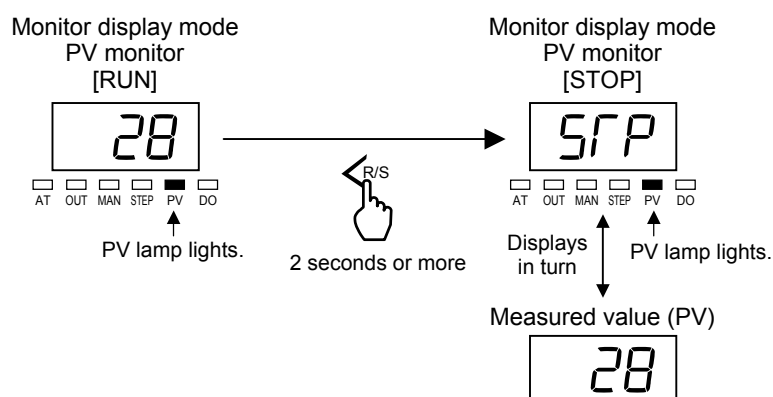 Monitor display mode
PV monitor
[RUN]
28
AT OUT MAN STEP PV DO
PV lamp lights.
R/S
2 seconds or more
Monitor display mode
PV monitor
[STOP]
STP
AT OUT MAN STEP PV DO
Displays
in turn
PV lamp lights.
Measured value (PV)
28